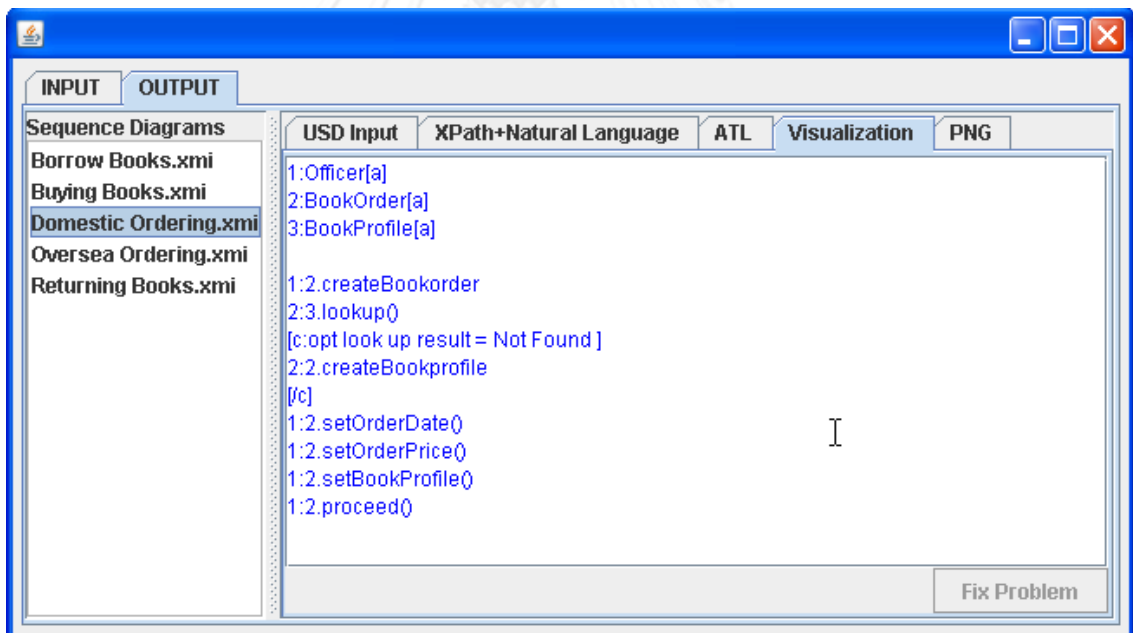 INPUT OUTPUT
Sequence Diagrams
Borrow Books.xmi
Buying Books.xmi
Domestic Ordering.xmi
Oversea Ordering.xmi
Returning Books.xmi
USD Input XPath+Natural Language ATL Visualization PNG
1:Officer[a]
2:BookOrder[a]
3:BookProfile[a]
1:2.createBookorder
2:3.lookup()
[c:opt look up result = Not Found ]
2:2.createBookprofile
[/c]
1:2.setOrderDate()
1:2.setOrderPrice()
1:2.setBookProfile()
1:2.proceed()
Fix Problem